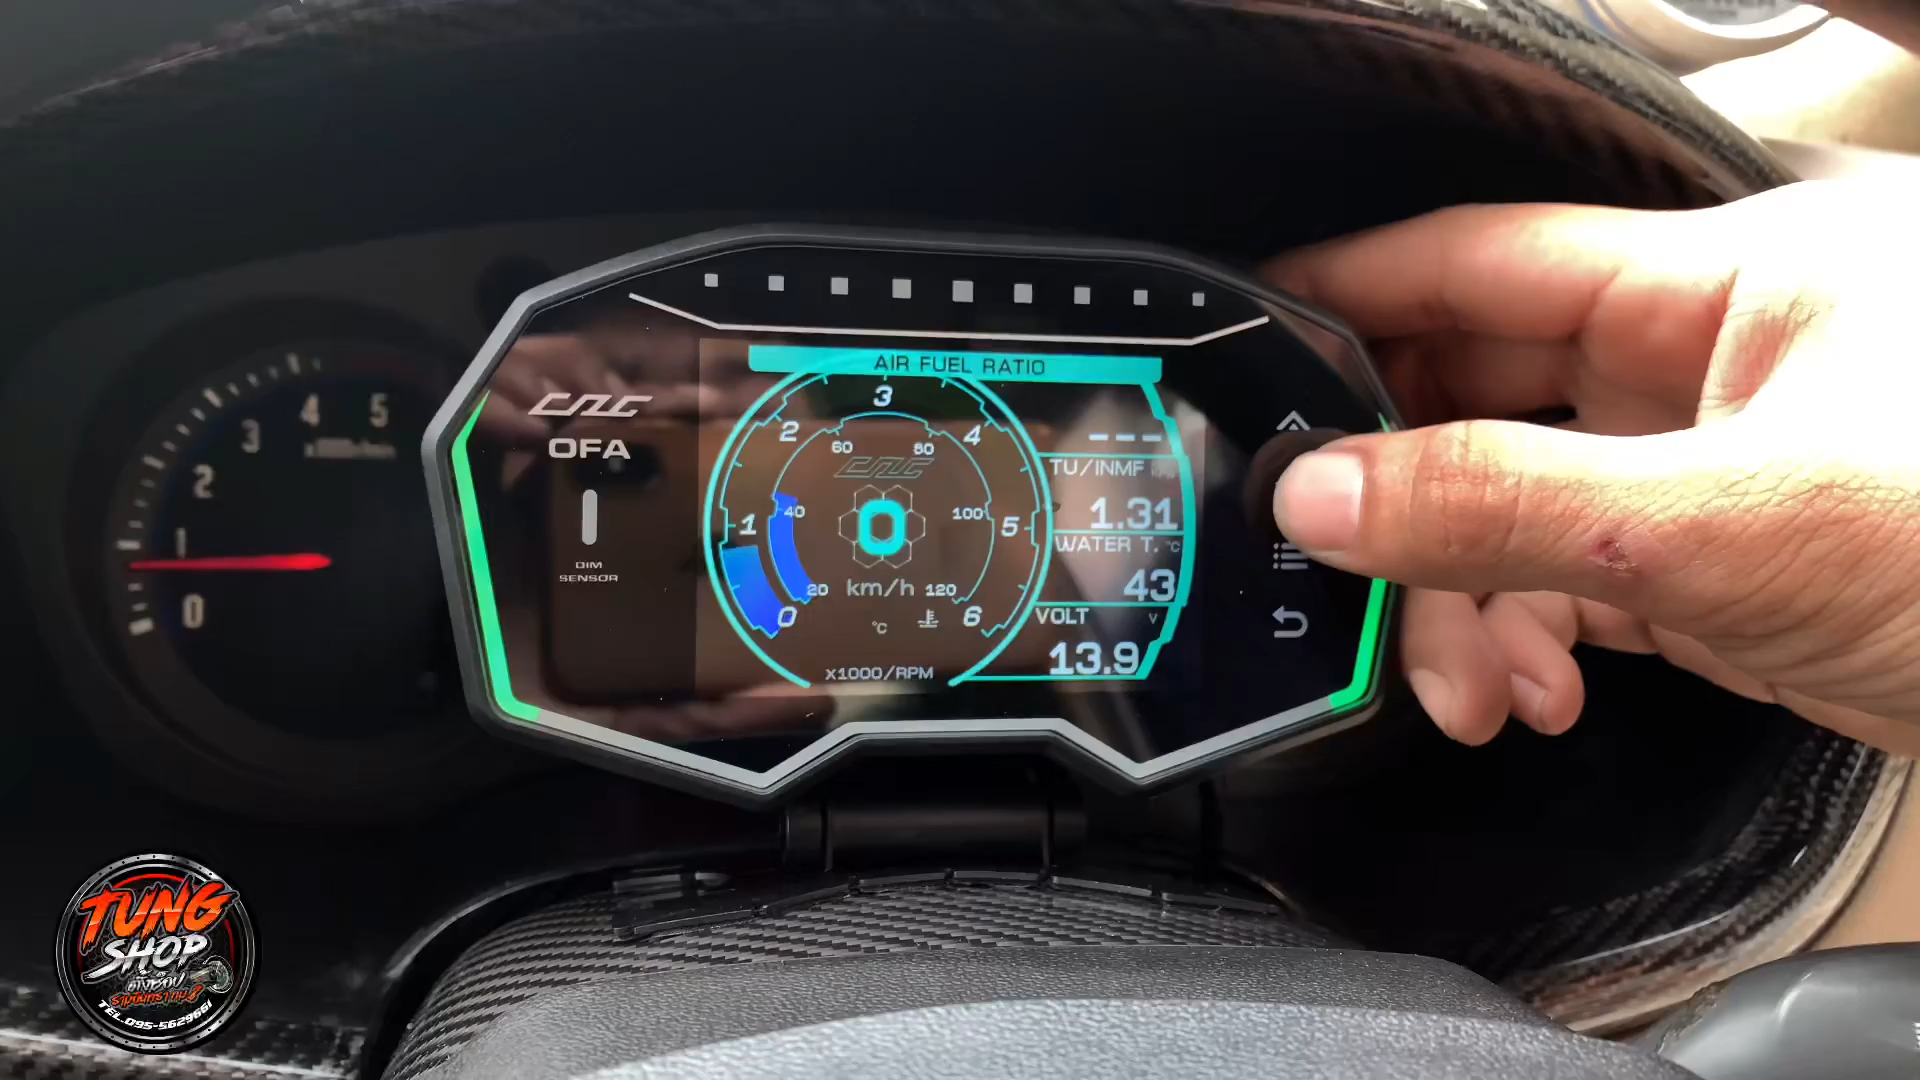 AIR FUEL RATIO
OFA
DIM
SENSOR
3
2
4
60
80
1
40
0
100
5
20
km/h
120
0
°C
6
x1000/RPM
---
TU/INMF
1.31
WATER T. °C
43
VOLT V
13.9
5
4
3
2
1
0
TUNG
SHOP
TEL.095-5629661